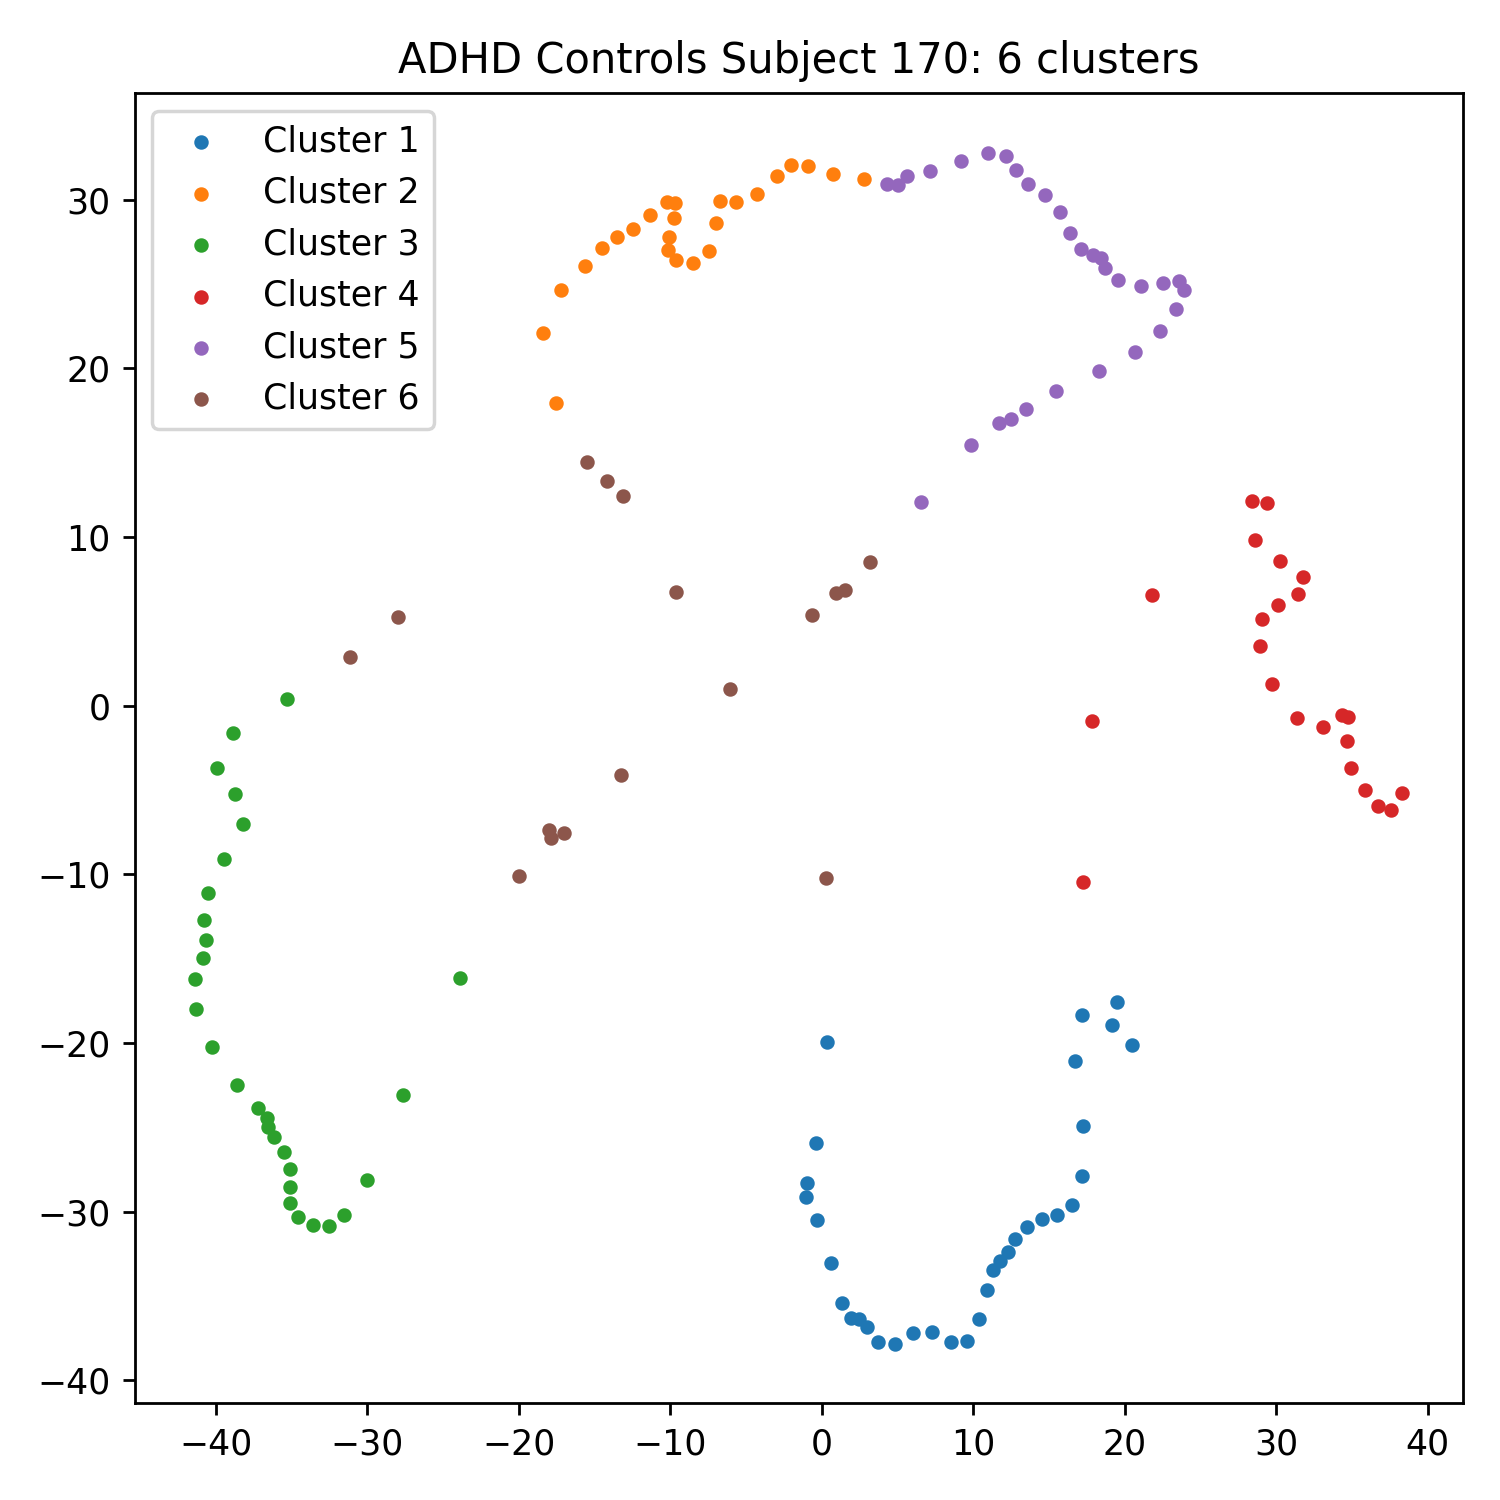 ADHD Controls Subject 170: 6 clusters
Cluster 1
Cluster 2
Cluster 3
Cluster 4
Cluster 5
Cluster 6
30
20
10
0
−10
−20
−30
−40
−40 −30 −20 −10 0 10 20 30 40